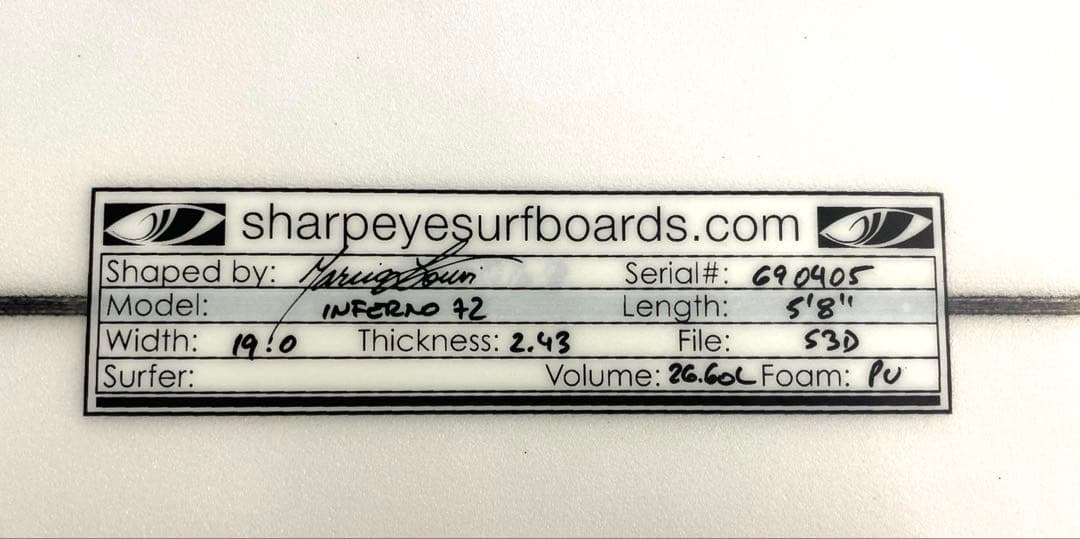 sharpeyesurfboards.com
Shaped by: Serial#: 690405
Model: INFERNO 72 Length: 5'8"
Width: 19.0 Thickness: 2.43 File: S3D
Surfer: Volume: 26.60L Foam: PU